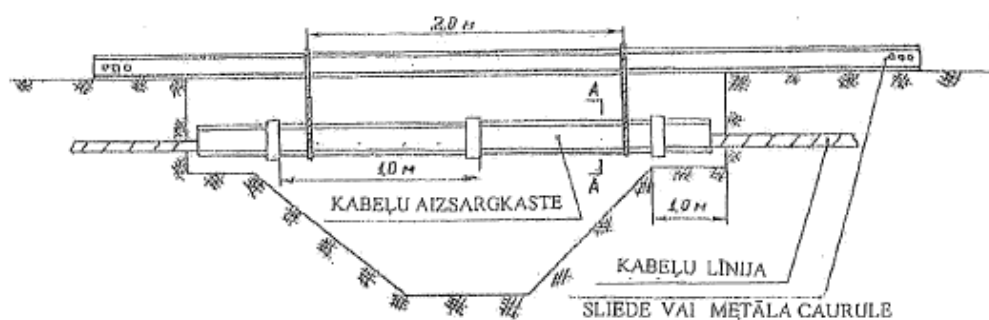 2,0 м
А
А
1,0 м
KABEĻU AIZSARGKASTE
1,0 м
KABEĻU LĪNIJA
SLIEDE VAI METĀLA CAURULE